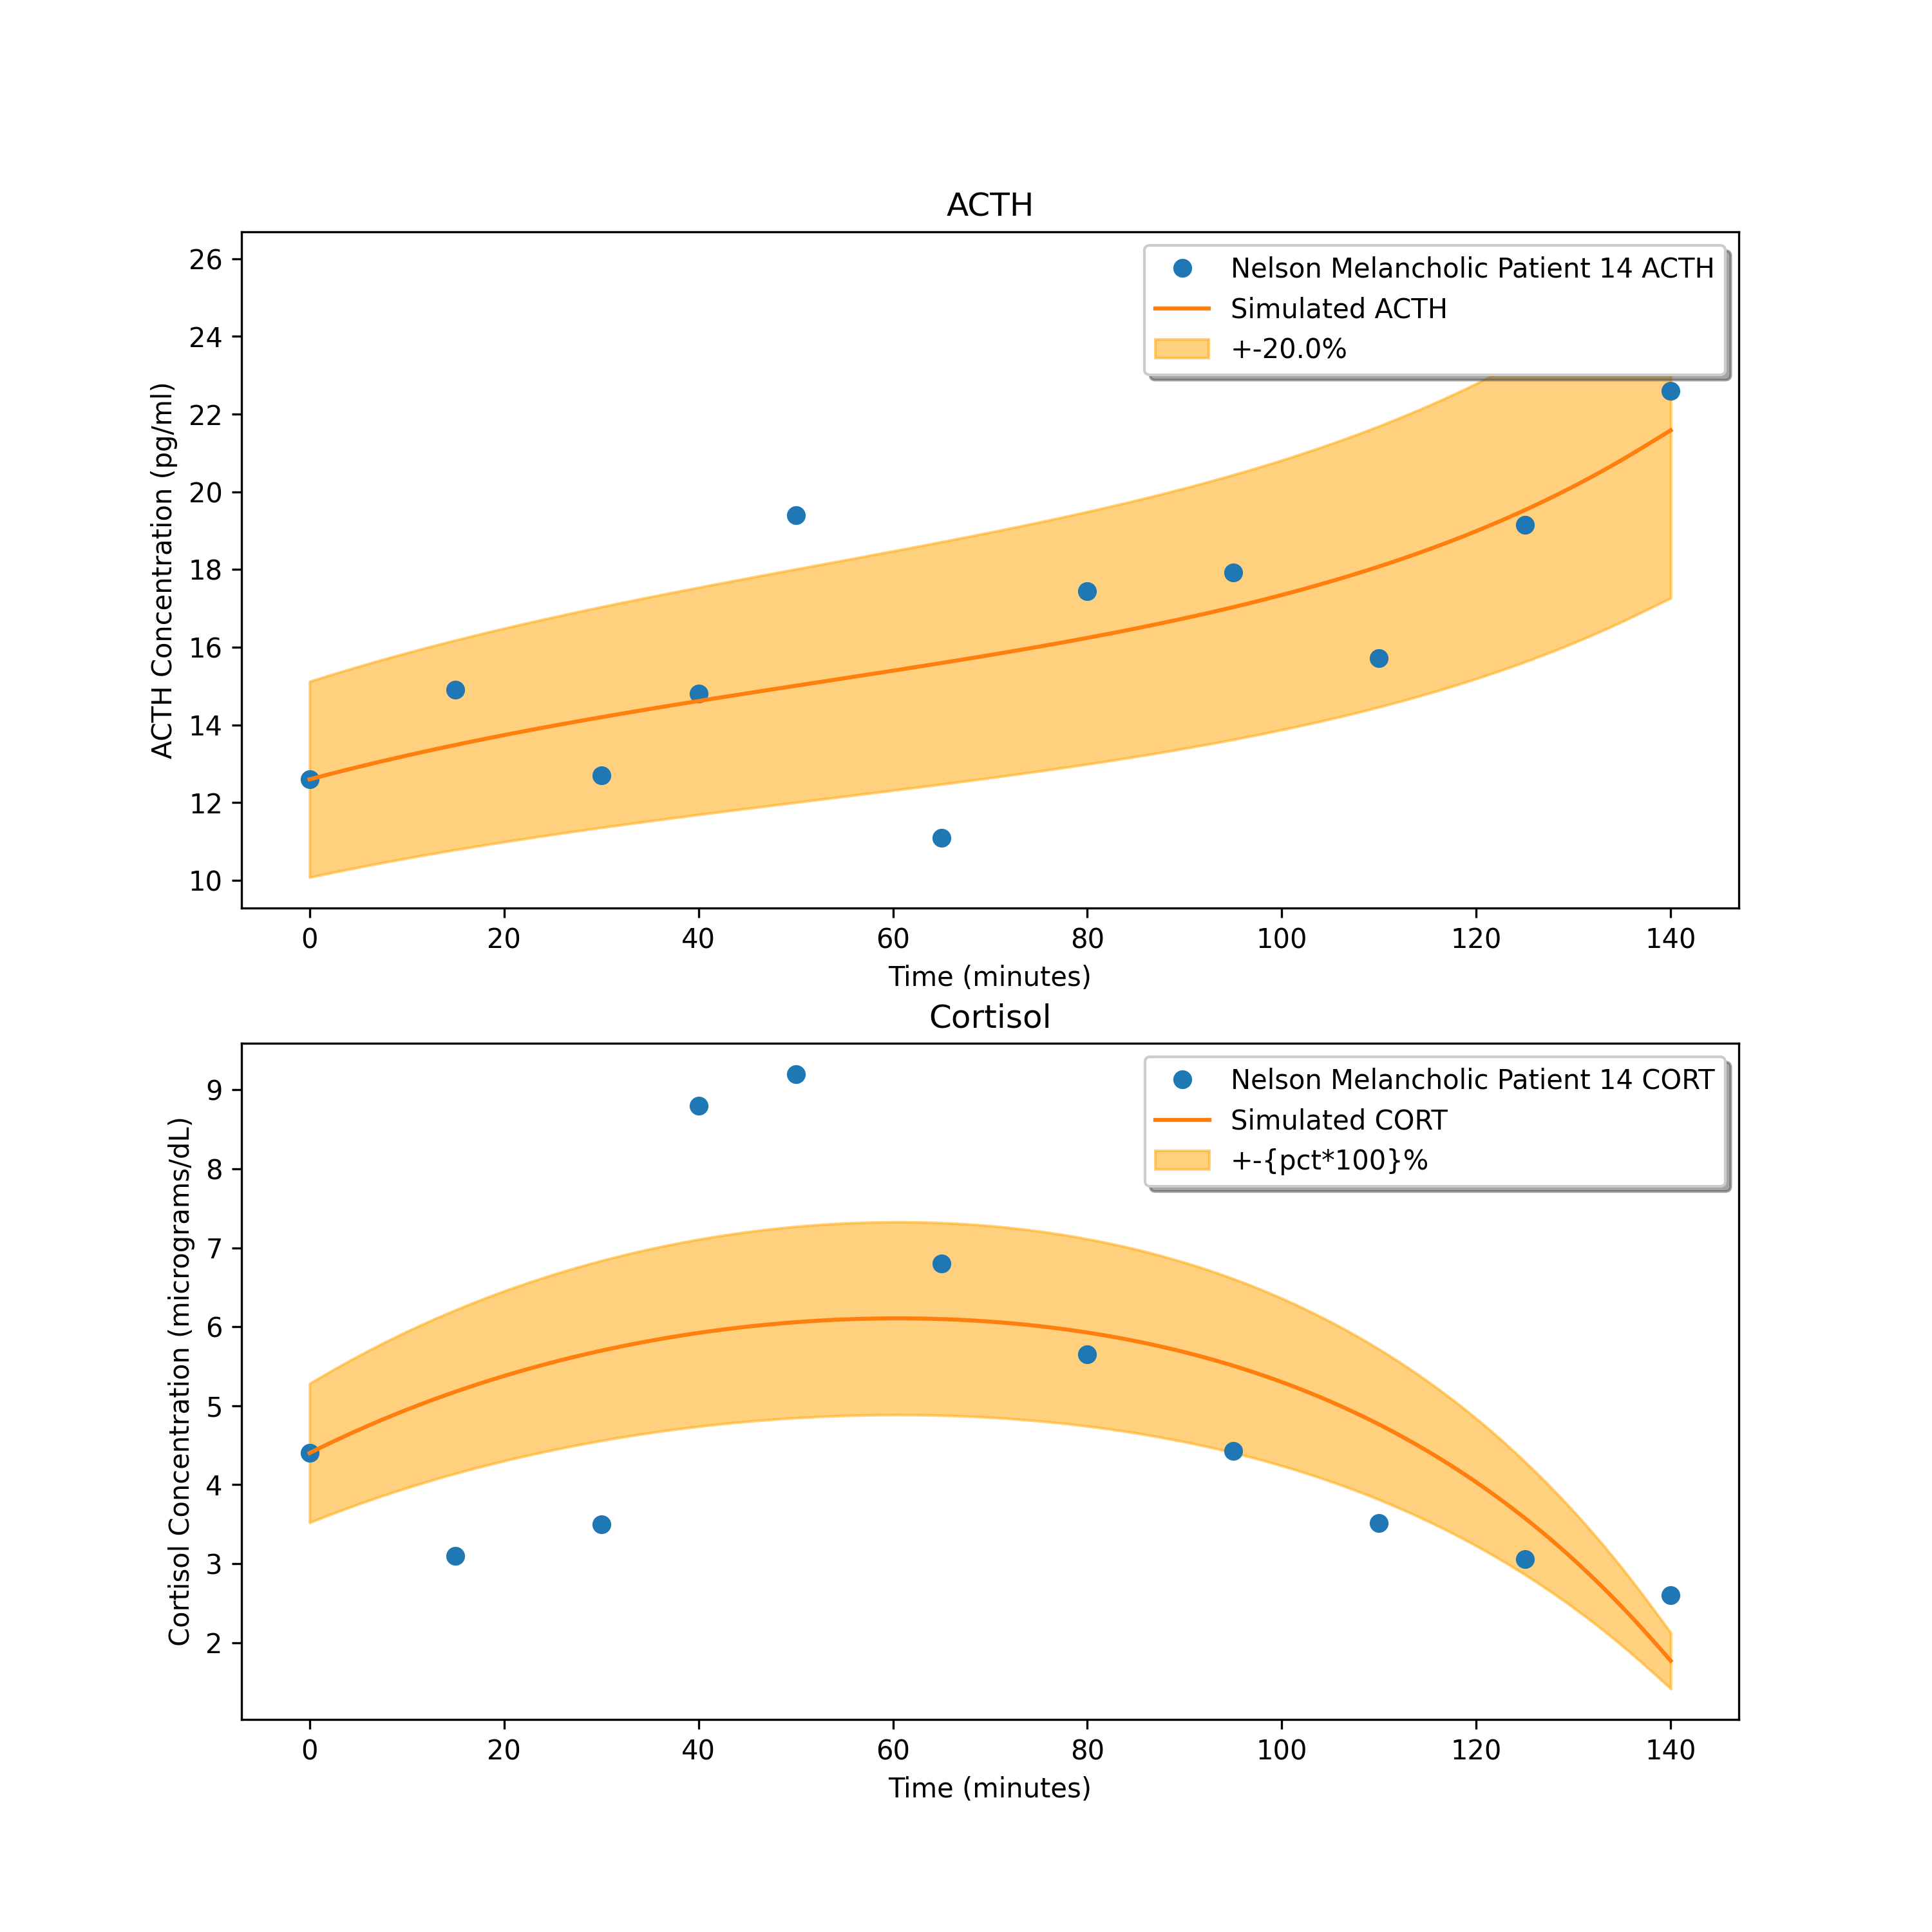 ACTH
26
24
22
20
18
16
14
12
10
ACTH Concentration (pg/ml)
Nelson Melancholic Patient 14 ACTH
Simulated ACTH
+-20.0%
0 20 40 60 80 100 120 140
Time (minutes)
Cortisol
9
8
7
6
5
4
3
2
Cortisol Concentration (micrograms/dL)
Nelson Melancholic Patient 14 CORT
Simulated CORT
+-{pct*100}%
0 20 40 60 80 100 120 140
Time (minutes)